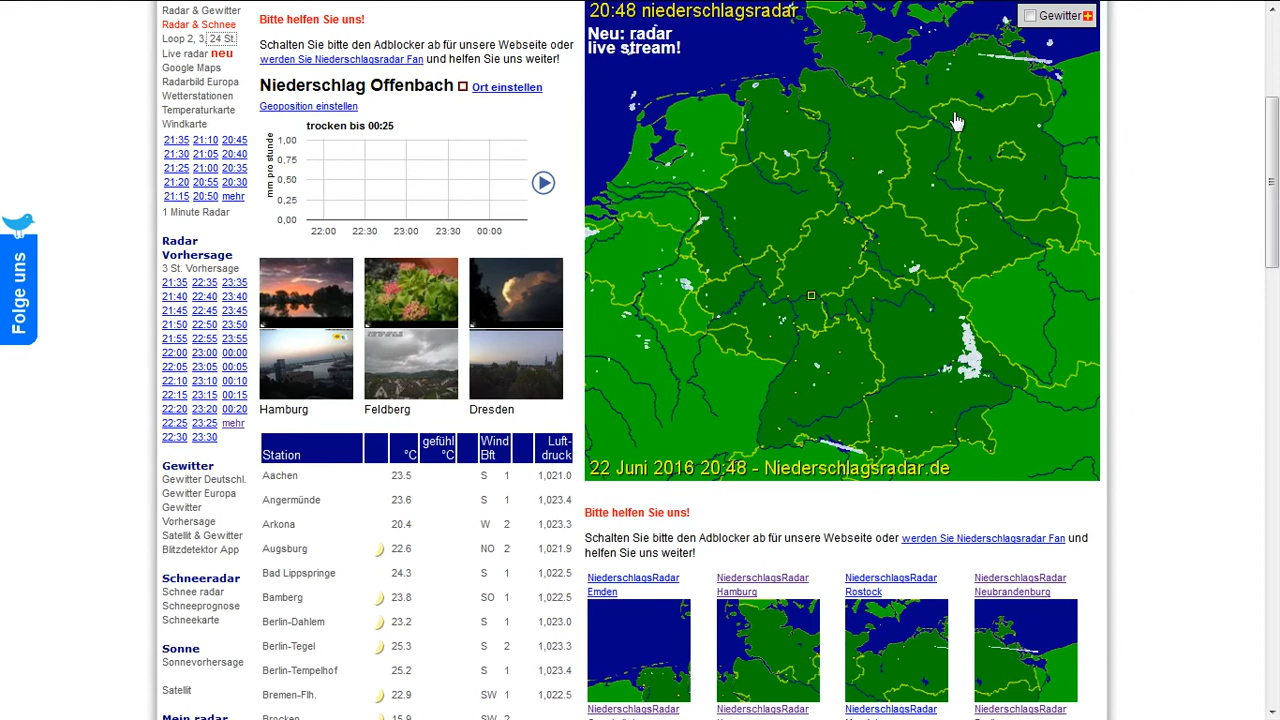 Folge uns
Radar & Gewitter
Radar & Schnee
Loop 2, 3, 24 St.
Live radar neu
Google Maps
Radarbild Europa
Wetterstationen
Temperaturkarte
Windkarte
21:35 21:10 20:45
21:30 21:05 20:40
21:25 21:00 20:35
21:20 20:55 20:30
21:15 20:50 mehr
1 Minute Radar
Radar
Vorhersage
3 St. Vorhersage
21:35 22:35 23:35
21:40 22:40 23:40
21:45 22:45 23:45
21:50 22:50 23:50
21:55 22:55 23:55
22:00 23:00 00:00
22:05 23:05 00:05
22:10 23:10 00:10
22:15 23:15 00:15
22:20 23:20 00:20
22:25 23:25 mehr
22:30 23:30
Gewitter
Gewitter Deutschl.
Gewitter Europa
Gewitter
Vorhersage
Satellit & Gewitter
Blitzdetektor App
Schneeradar
Schnee radar
Schneeprognose
Schneekarte
Sonne
Sonnevorhersage
Satellit
Mein radar
Bitte helfen Sie uns!
Schalten Sie bitte den Adblocker ab für unsere Webseite oder
werden Sie Niederschlagsradar Fan und helfen Sie uns weiter!
Niederschlag Offenbach Ort einstellen
Geoposition einstellen
trocken bis 00:25
mm pro stunde
1,00
0,75
0,50
0,25
0,00
22:00 22:30 23:00 23:30 00:00
Hamburg Feldberg Dresden
Station °C gefühl °C Wind Bft Luft-druck
Aachen 23.5 S 1 1,021.0
Angermünde 23.6 S 1 1,023.4
Arkona 20.4 W 2 1,023.3
Augsburg 22.6 NO 2 1,021.9
Bad Lippspringe 24.3 S 1 1,022.5
Bamberg 23.8 SO 1 1,022.5
Berlin-Dahlem 23.2 S 1 1,023.0
Berlin-Tegel 25.3 S 2 1,023.3
Berlin-Tempelhof 25.2 S 1 1,023.4
Bremen-Flh. 22.9 SW 1 1,022.5
Brocken 15.9 SW 2
20:48 niederschlagsradar
Gewitter
Neu: radar
live stream!
22 Juni 2016 20:48 - Niederschlagsradar.de
Bitte helfen Sie uns!
Schalten Sie bitte den Adblocker ab für unsere Webseite oder werden Sie Niederschlagsradar Fan und
helfen Sie uns weiter!
NiederschlagsRadar NiederschlagsRadar NiederschlagsRadar NiederschlagsRadar
Emden Hamburg Rostock Neubrandenburg
NiederschlagsRadar NiederschlagsRadar NiederschlagsRadar NiederschlagsRadar